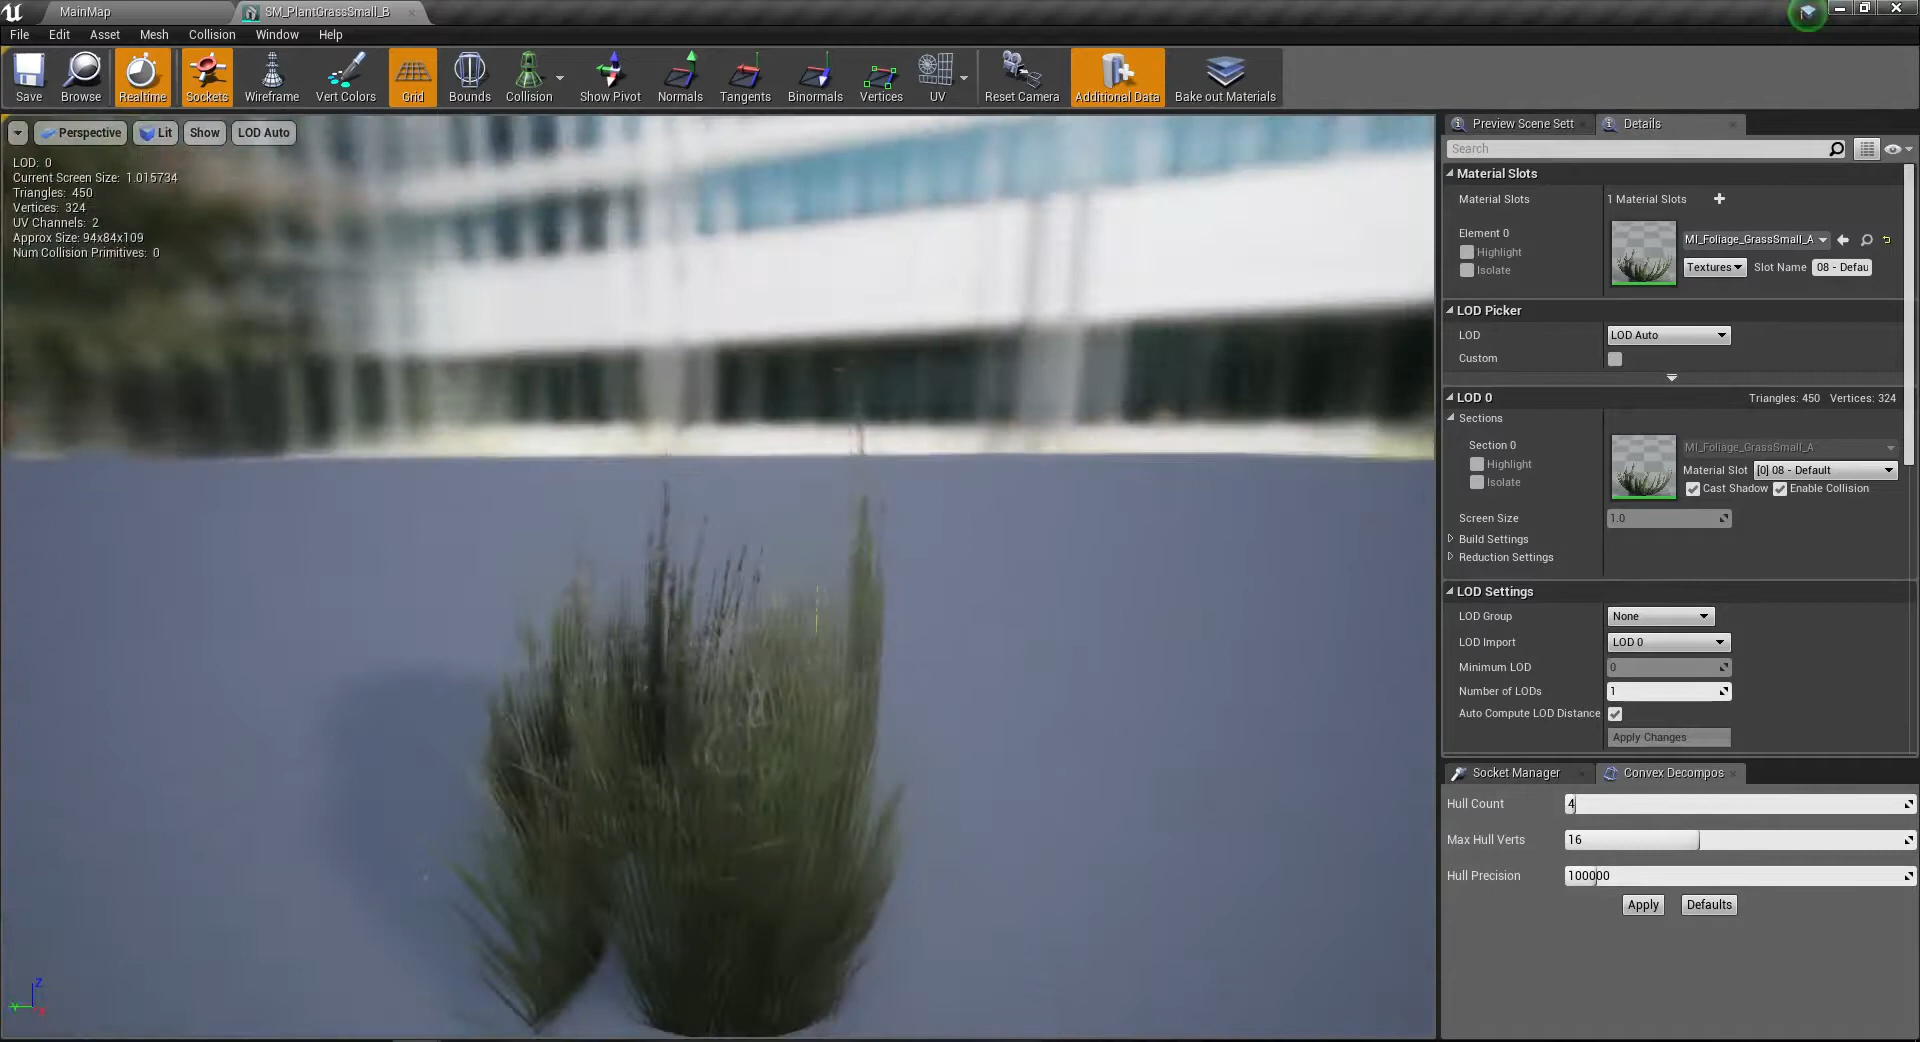 MainMap
SM_PlantGrassSmall_B
File Edit Asset Mesh Collision Window Help
Save Browse Realtime Sockets Wireframe Vert Colors Grid Bounds Collision Show Pivot Normals Tangents Binormals Vertices UV Reset Camera Additional Data Bake out Materials
Perspective Lit Show LOD Auto
LOD: 0
Current Screen Size: 1.015734
Triangles: 450
Vertices: 324
UV Channels: 2
Approx Size: 94x84x109
Num Collision Primitives: 0
Z
Y
X
Preview Scene Sett
Details
Search
Material Slots
Material Slots 1 Material Slots
Element 0
Highlight
Isolate
MI_Foliage_GrassSmall_A
Textures Slot Name 08 - Defau
LOD Picker
LOD LOD Auto
Custom
LOD 0 Triangles: 450 Vertices: 324
Sections
Section 0
Highlight
Isolate
MI_Foliage_GrassSmall_A
Material Slot [0] 08 - Default
Cast Shadow Enable Collision
Screen Size 1.0
Build Settings
Reduction Settings
LOD Settings
LOD Group None
LOD Import LOD 0
Minimum LOD 0
Number of LODs 1
Auto Compute LOD Distance
Apply Changes
Socket Manager
Convex Decompos
Hull Count 4
Max Hull Verts 16
Hull Precision 100000
Apply Defaults